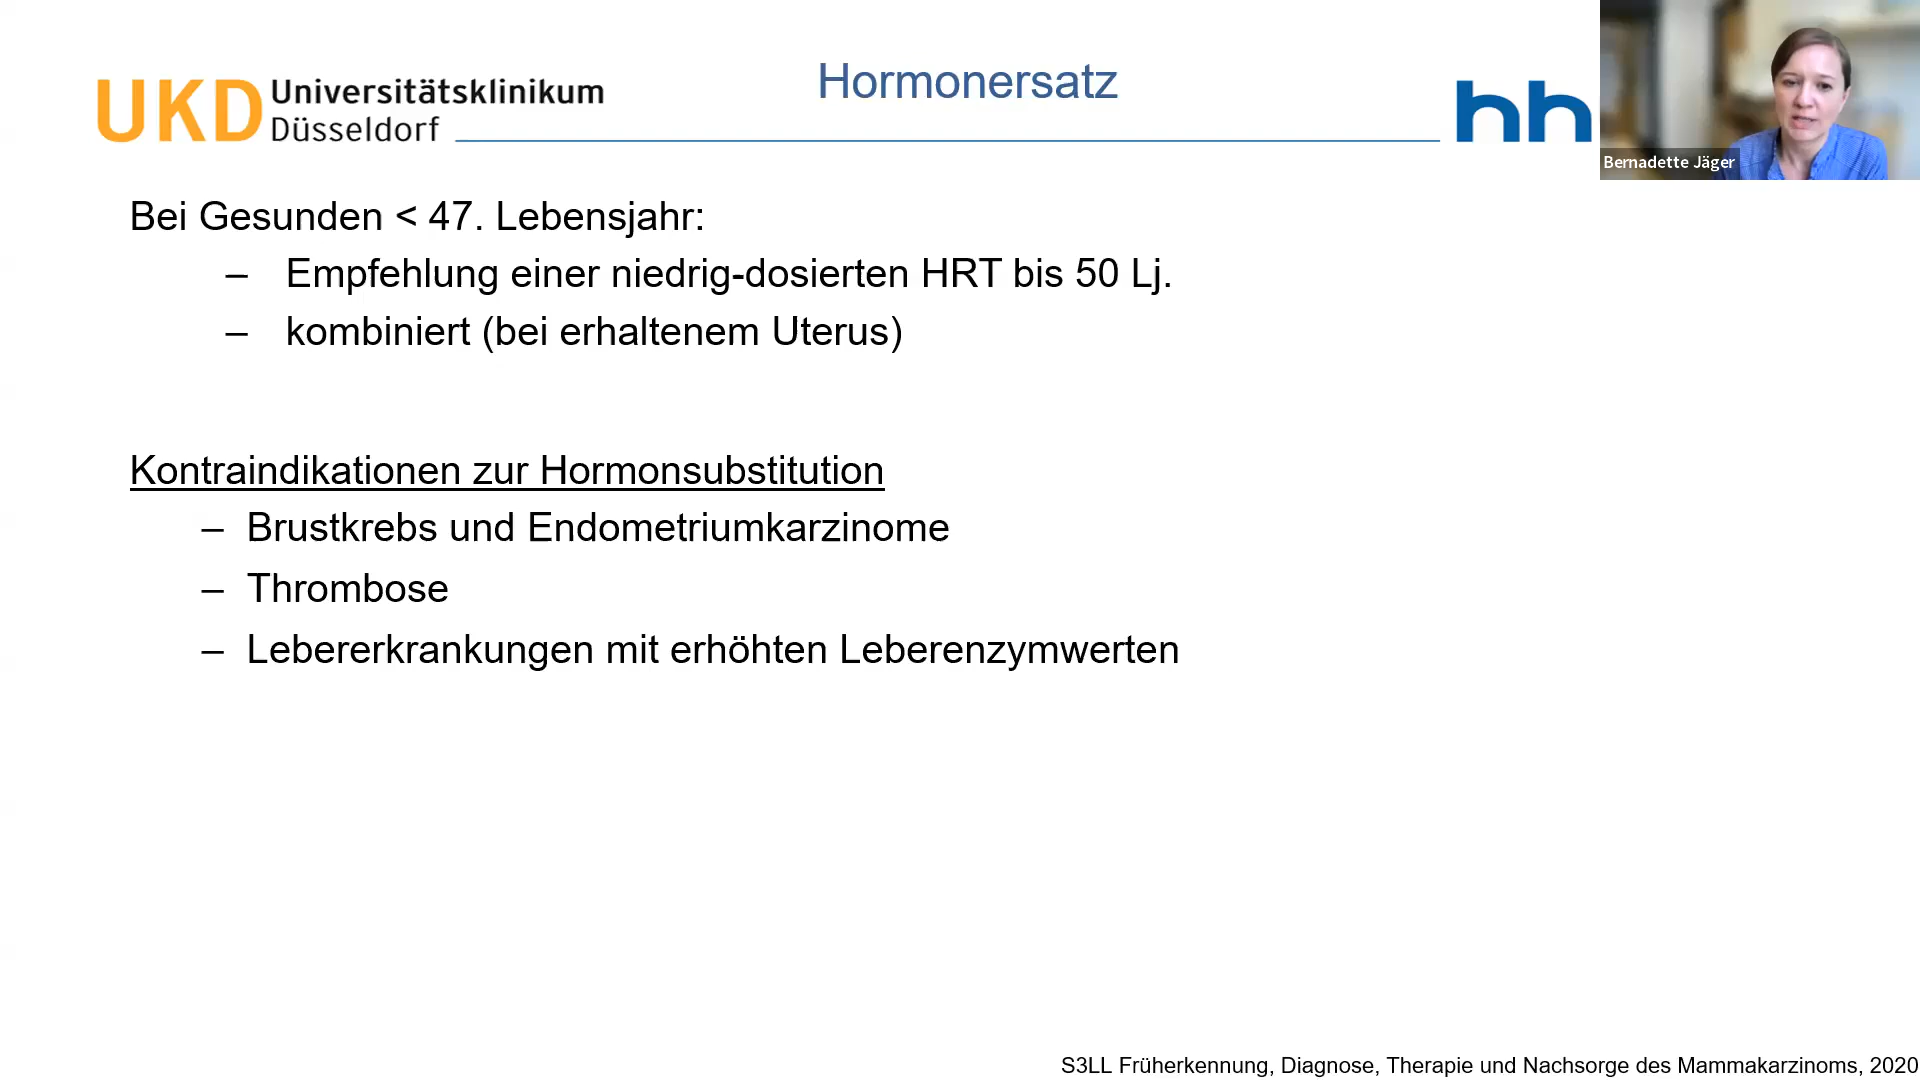 UKD Universitätsklinikum
Düsseldorf
Hormonersatz
hh
Bernadette Jäger
Bei Gesunden < 47. Lebensjahr:
– Empfehlung einer niedrig-dosierten HRT bis 50 Lj.
– kombiniert (bei erhaltenem Uterus)
Kontraindikationen zur Hormonsubstitution
– Brustkrebs und Endometriumkarzinome
– Thrombose
– Lebererkrankungen mit erhöhten Leberenzymwerten
S3LL Früherkennung, Diagnose, Therapie und Nachsorge des Mammakarzinoms, 2020